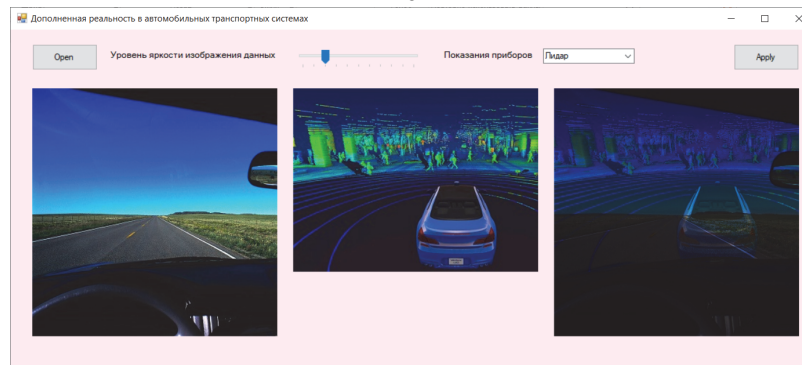 Дополненная реальность в автомобильных транспортных системах
Open
Уровень яркости изображения данных
Показания приборов
Лидар
Apply